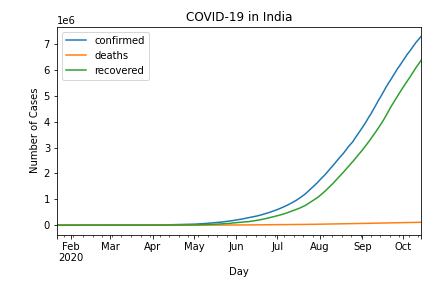 COVID-19 in India
1e6
confirmed
deaths
recovered
Number of Cases
7
6
5
4
3
2
1
0
Feb Mar Apr May Jun Jul Aug Sep Oct
2020
Day